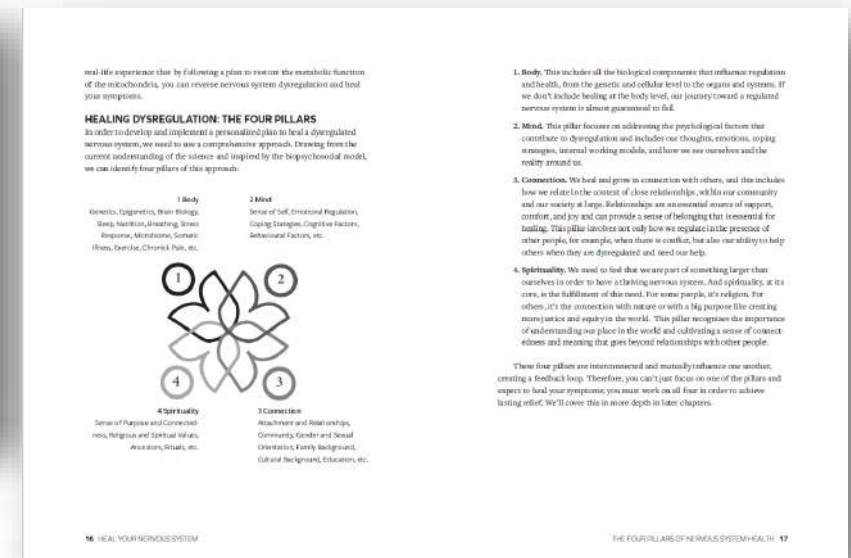 real-life experience that by following a plan to restore the metabolic function
of the mitochondria, you can reverse nervous system dysregulation and heal
your symptoms.
HEALING DYSREGULATION: THE FOUR PILLARS
In order to develop and implement a personalized plan to heal a dysregulated
nervous system, we need to use a comprehensive approach. Drawing from the
current understanding of the science and inspired by the biopsychosocial model,
we can identify four pillars of this approach:
1 Body
Genetics, Epigenetics, Brain Biology,
Sleep, Nutrition, Breathing, Stress
Response, Microbiome, Somatic
Illness, Exercise, Chronick Pain, etc.
2 Mind
Sense of Self, Emotional Regulation,
Coping Stategies, Cognitive Factors,
Behavioural Factors, etc.
1
2
4
3
4 Spirituality
Sense of Purpose and Connected-
ness, Religious and Spiritual Values,
Ancestors, Rituals, etc.
3 Connection
Attachment and Relationships,
Community, Gender and Sexual
Orientation, Family Background,
Cultural Background, Education, etc.
16 HEAL YOUR NERVOUS SYSTEM
1. Body. This includes all the biological components that influence regulation
and health, from the genetic and cellular level to the organs and systems. If
we don't include healing at the body level, our journey toward a regulated
nervous system is almost guaranteed to fail.
2. Mind. This pillar focuses on addressing the psychological factors that
contribute to dysregulation and includes our thoughts, emotions, coping
strategies, internal working models, and how we see ourselves and the
reality around us.
3. Connection. We heal and grow in connection with others, and this includes
how we relate in the context of close relationships, within our community
and our society at large. Relationships are an essential source of support,
comfort, and joy and can provide a sense of belonging that is essential for
healing. This pillar involves not only how we regulate in the presence of
other people, for example, when there is conflict, but also our ability to help
others when they are dysregulated and need our help.
4. Spirituality. We need to feel that we are part of something larger than
ourselves in order to have a thriving nervous system. And spirituality, at its
core, is the fulfillment of this need. For some people, it's religion. For
others, it's the connection with nature or with a big purpose like creating
more justice and equity in the world. This pillar recognizes the importance
of understanding our place in the world and cultivating a sense of connect-
edness and meaning that goes beyond relationships with other people.
These four pillars are interconnected and mutually influence one another,
creating a feedback loop. Therefore, you can't just focus on one of the pillars and
expect to heal your symptoms; you must work on all four in order to achieve
lasting relief. We'll cover this in more depth in later chapters.
THE FOUR PILLARS OF NERVOUS SYSTEM HEALTH 17